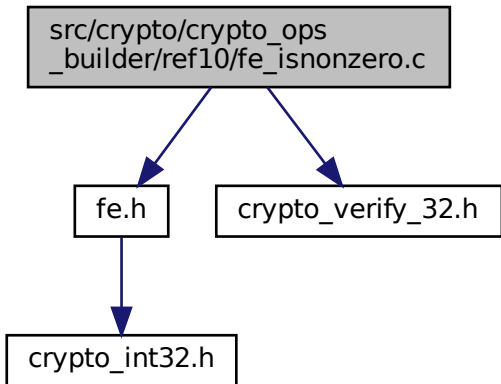 src/crypto/crypto_ops
_builder/ref10/fe_isnonzero.c
fe.h
crypto_verify_32.h
crypto_int32.h